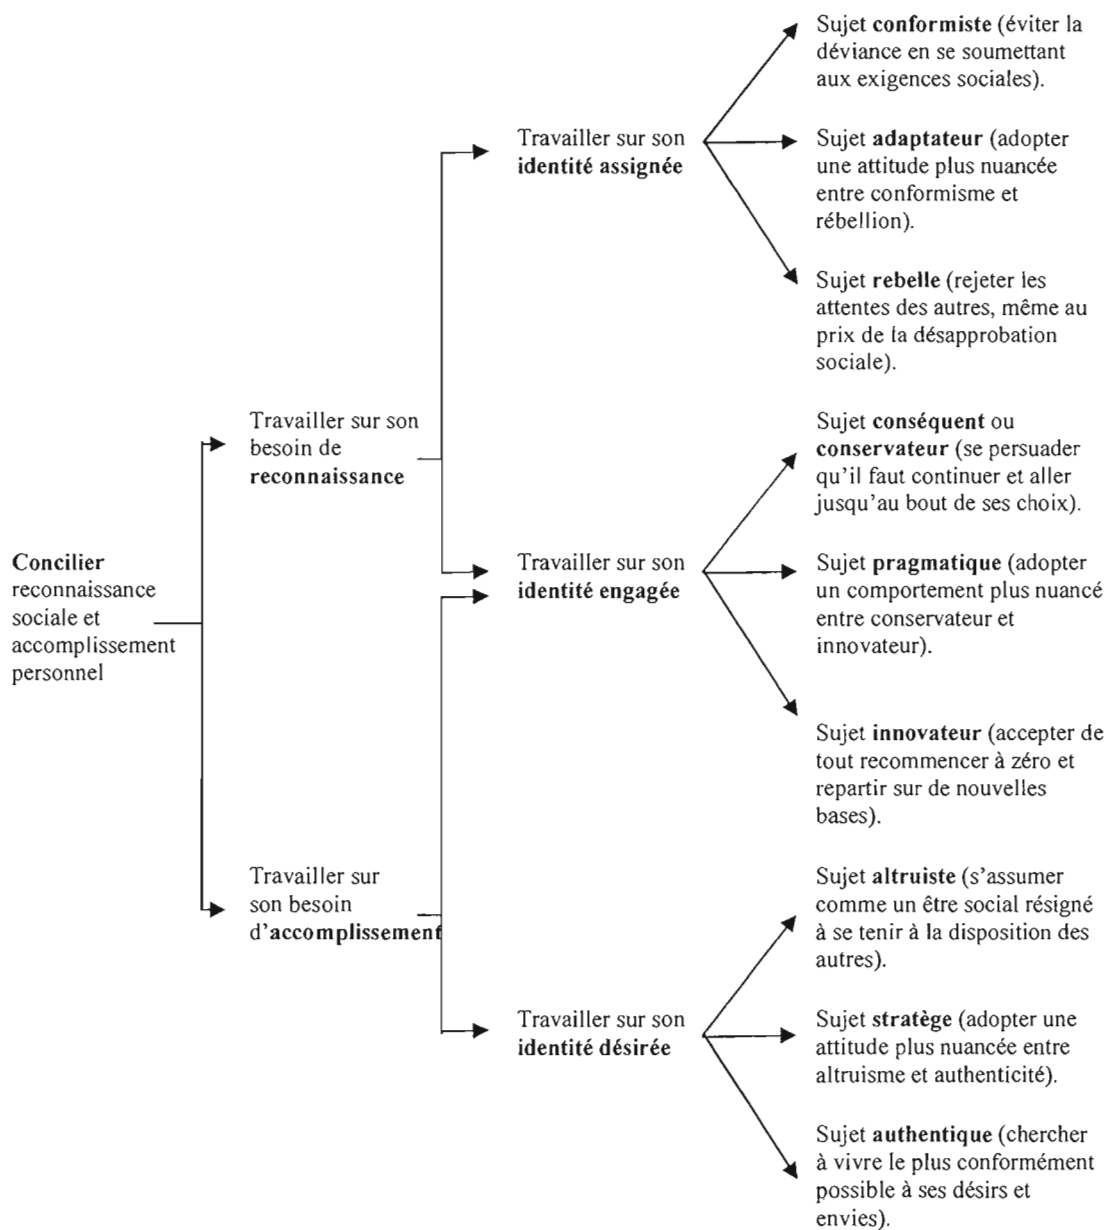 Concilier
reconnaissance
sociale et
accomplissement
personnel
Travailler sur son
besoin de
reconnaissance
Travailler sur
son besoin
d'accomplissement
Travailler sur son
identité assignée
Travailler sur son
identité engagée
Travailler sur son
identité désirée
Sujet conformiste (éviter la
déviance en se soumettant
aux exigences sociales).
Sujet adaptateur (adopter
une attitude plus nuancée
entre conformisme et
rébellion).
Sujet rebelle (rejeter les
attentes des autres, même au
prix de la désapprobation
sociale).
Sujet conséquent ou
conservateur (se persuader
qu'il faut continuer et aller
jusqu'au bout de ses choix).
Sujet pragmatique (adopter
un comportement plus nuancé
entre conservateur et
innovateur).
Sujet innovateur (accepter de
tout recommencer à zéro et
repartir sur de nouvelles
bases).
Sujet altruiste (s'assumer
comme un être social résigné
à se tenir à la disposition des
autres).
Sujet stratège (adopter une
attitude plus nuancée entre
altruisme et authenticité).
Sujet authentique (chercher
à vivre le plus conformément
possible à ses désirs et
envies).